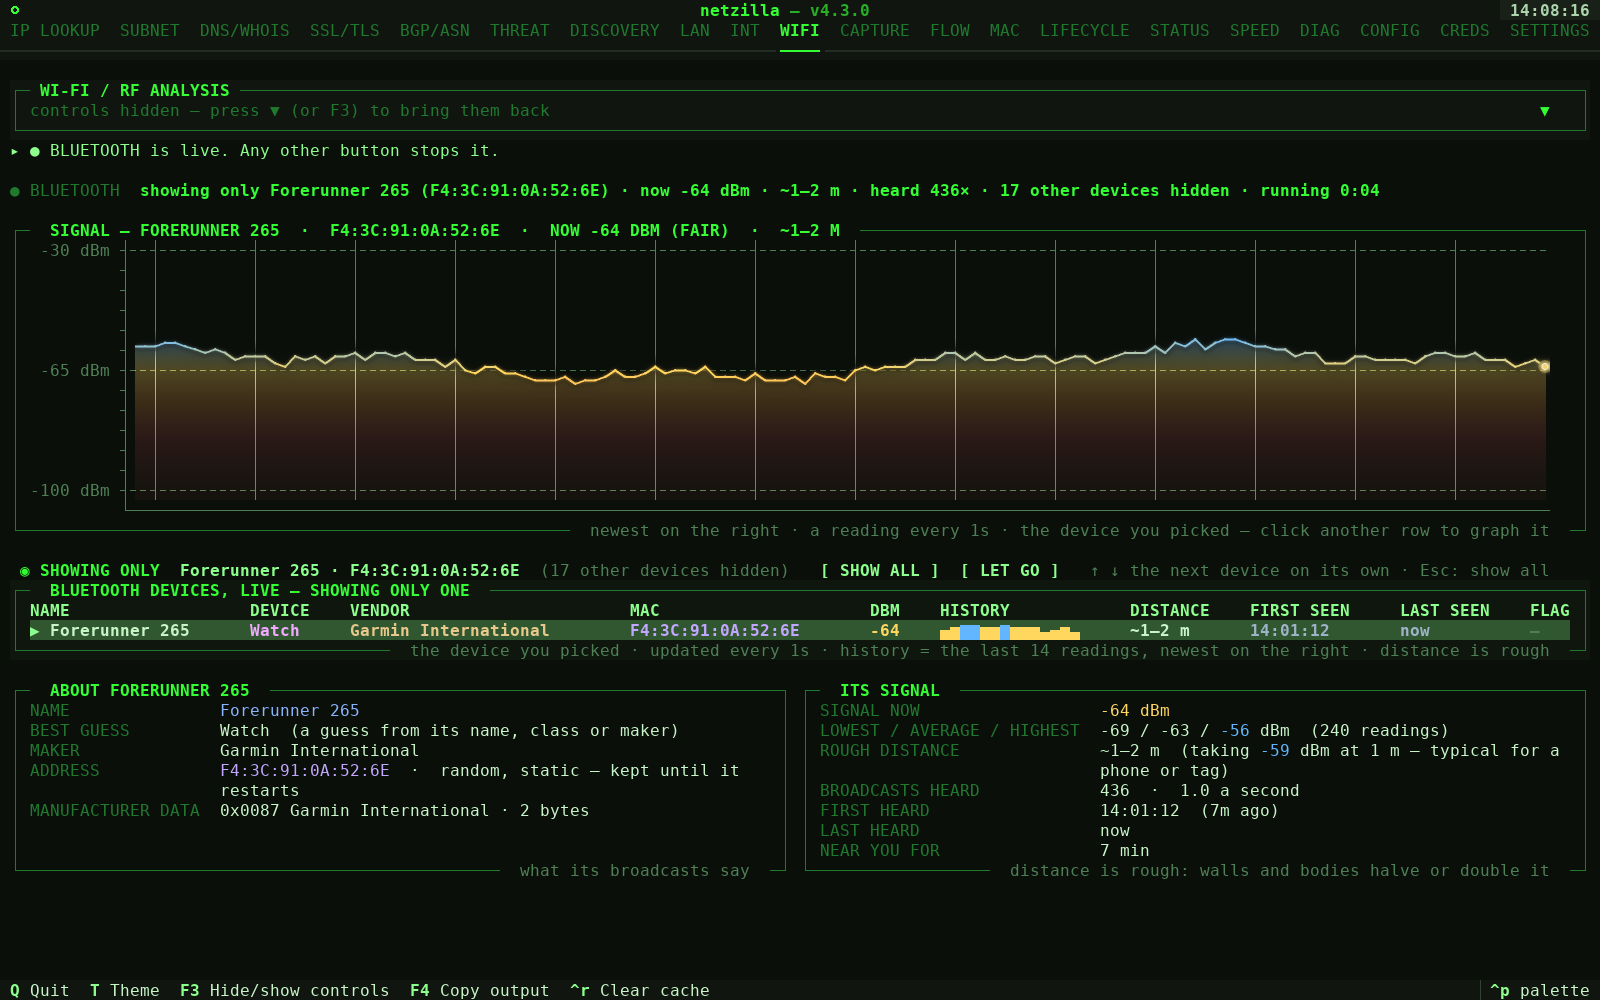 netzilla — v4.3.0 14:08:16
IP LOOKUP SUBNET DNS/WHOIS SSL/TLS BGP/ASN THREAT DISCOVERY LAN INT WIFI CAPTURE FLOW MAC LIFECYCLE STATUS SPEED DIAG CONFIG CREDS SETTINGS
WI-FI / RF ANALYSIS
controls hidden — press ▼ (or F3) to bring them back ▼
▸ ● BLUETOOTH is live. Any other button stops it.
● BLUETOOTH showing only Forerunner 265 (F4:3C:91:0A:52:6E) · now -64 dBm · ~1–2 m · heard 436× · 17 other devices hidden · running 0:04
SIGNAL — FORERUNNER 265 · F4:3C:91:0A:52:6E · NOW -64 DBM (FAIR) · ~1–2 M
-30 dBm
-65 dBm
-100 dBm
newest on the right · a reading every 1s · the device you picked — click another row to graph it
◉ SHOWING ONLY Forerunner 265 · F4:3C:91:0A:52:6E (17 other devices hidden) [ SHOW ALL ] [ LET GO ] ↑ ↓ the next device on its own · Esc: show all
BLUETOOTH DEVICES, LIVE — SHOWING ONLY ONE
NAME DEVICE VENDOR MAC DBM HISTORY DISTANCE FIRST SEEN LAST SEEN FLAG
▶ Forerunner 265 Watch Garmin International F4:3C:91:0A:52:6E -64 ~1–2 m 14:01:12 now —
the device you picked · updated every 1s · history = the last 14 readings, newest on the right · distance is rough
ABOUT FORERUNNER 265
NAME Forerunner 265
BEST GUESS Watch (a guess from its name, class or maker)
MAKER Garmin International
ADDRESS F4:3C:91:0A:52:6E · random, static — kept until it
restarts
MANUFACTURER DATA 0x0087 Garmin International · 2 bytes
what its broadcasts say
ITS SIGNAL
SIGNAL NOW -64 dBm
LOWEST / AVERAGE / HIGHEST -69 / -63 / -56 dBm (240 readings)
ROUGH DISTANCE ~1–2 m (taking -59 dBm at 1 m — typical for a
phone or tag)
BROADCASTS HEARD 436 · 1.0 a second
FIRST HEARD 14:01:12 (7m ago)
LAST HEARD now
NEAR YOU FOR 7 min
distance is rough: walls and bodies halve or double it
Q Quit T Theme F3 Hide/show controls F4 Copy output ^r Clear cache ^p palette